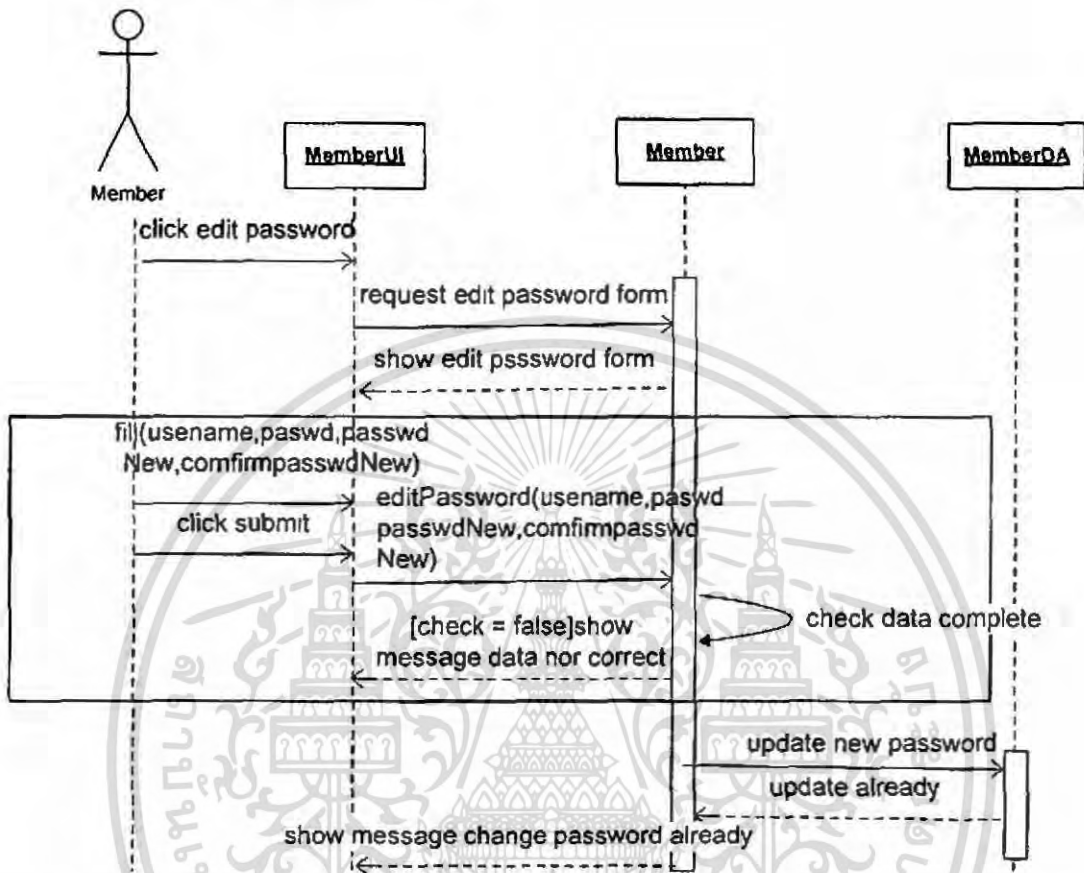 Member
MemberUI
Member
MemberDA
click edit password
request edit password form
show edit psssword form
fill(usename,paswd,passwd
New,comfirmpasswdNew)
click submit
editPassword(usename,paswd
passwdNew,comfirmpasswd
New)
check data complete
[check = false]show
message data nor correct
update new password
update already
show message change password already